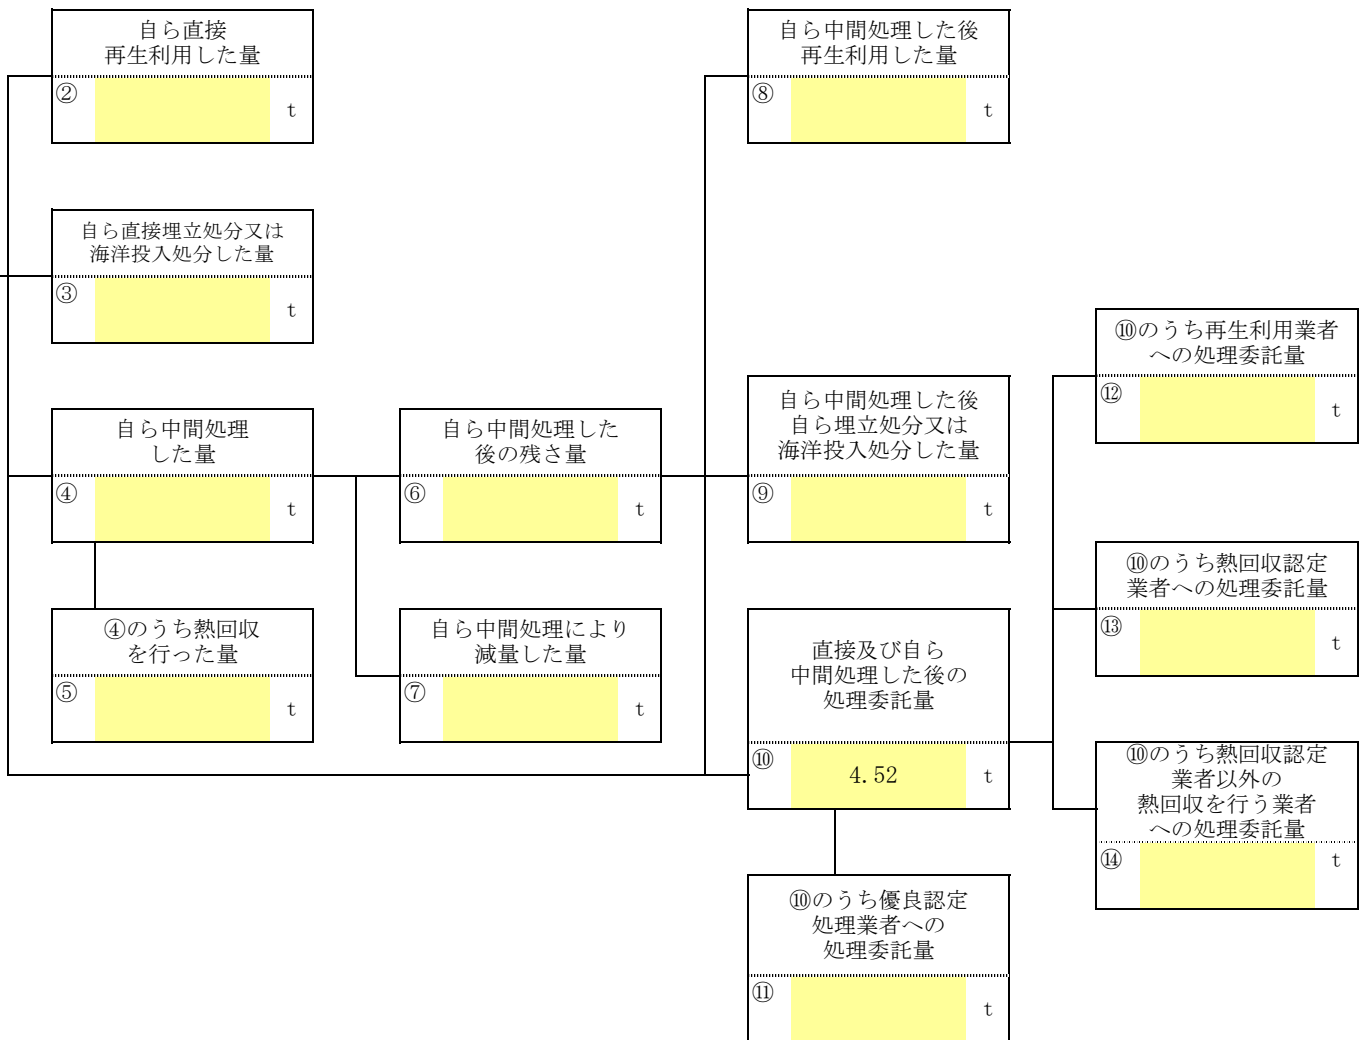 自ら直接
再生利用した量
②
t
自ら中間処理した後
再生利用した量
⑧
t
自ら直接埋立処分又は
海洋投入処分した量
③
t
⑩のうち再生利用業者
への処理委託量
⑫
t
自ら中間処理
した量
④
t
自ら中間処理した
後の残さ量
⑥
t
自ら中間処理した後
自ら埋立処分又は
海洋投入処分した量
⑨
t
⑩のうち熱回収認定
業者への処理委託量
⑬
t
④のうち熱回収
を行った量
⑤
t
自ら中間処理により
減量した量
⑦
t
直接及び自ら
中間処理した後の
処理委託量
⑩
4.52
t
⑩のうち熱回収認定
業者以外の
熱回収を行う業者
への処理委託量
⑭
t
⑩のうち優良認定
処理業者への
処理委託量
⑪
t